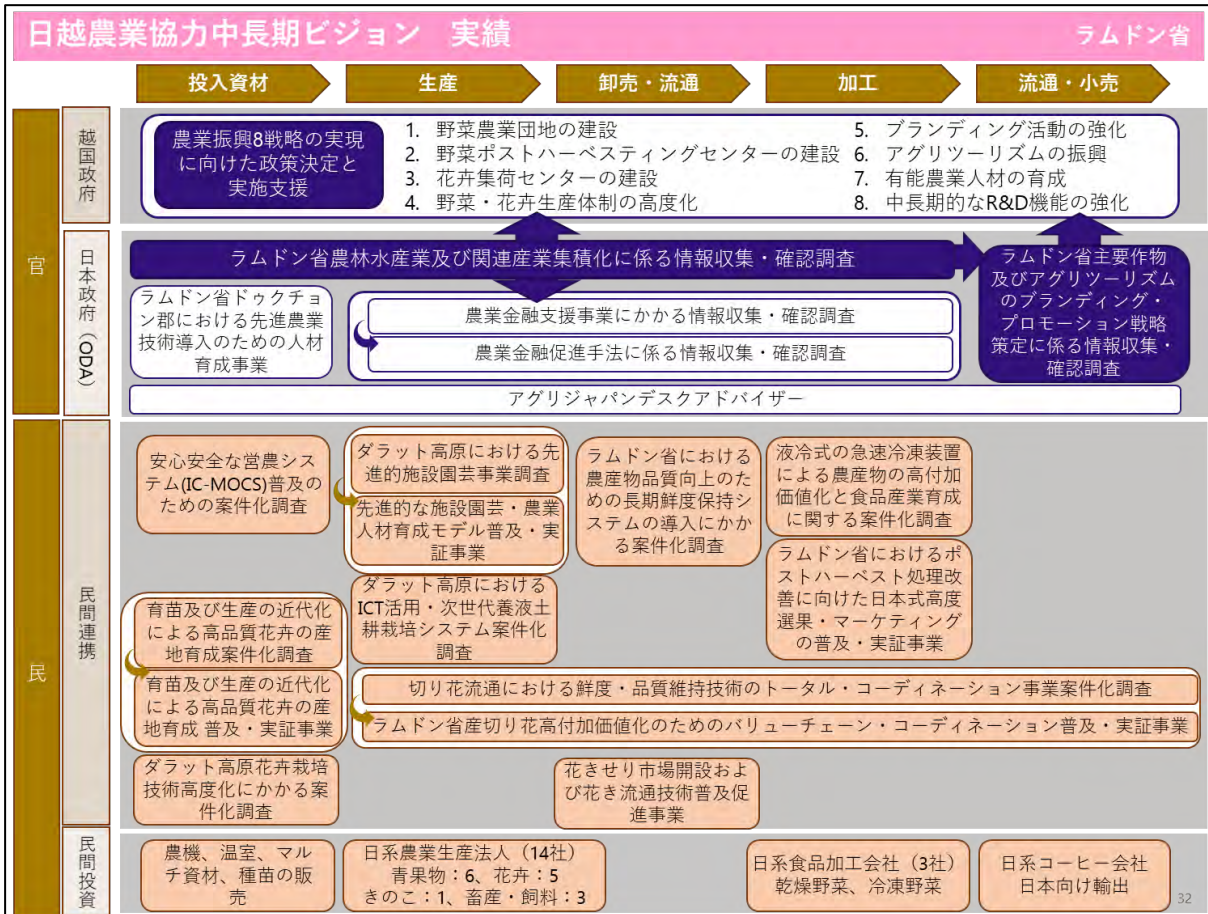 日越農業協力中長期ビジョン 実績
ラムドン省
投入資材
生産
卸売・流通
加工
流通・小売
官
越国政府
農業振興8戦略の実現
に向けた政策決定と
実施支援
1. 野菜農業団地の建設
2. 野菜ポストハーベスティングセンターの建設
3. 花卉集荷センターの建設
4. 野菜・花卉生産体制の高度化
5. ブランディング活動の強化
6. アグリツーリズムの振興
7. 有能農業人材の育成
8. 中長期的なR&D機能の強化
日本政府(ODA)
ラムドン省農林水産業及び関連産業集積化に係る情報収集・確認調査
ラムドン省主要作物
及びアグリツーリズム
のブランディング・
プロモーション戦略
策定に係る情報収集・
確認調査
ラムドン省ドゥクチョ
ン郡における先進農業
技術導入のための人材
育成事業
農業金融支援事業にかかる情報収集・確認調査
農業金融促進手法に係る情報収集・確認調査
アグリジャパンデスクアドバイザー
民
民間連携
安心安全な営農シス
テム(IC-MOCS)普及の
ための案件化調査
ダラット高原における先
進的施設園芸事業調査
先進的な施設園芸・農業
人材育成モデル普及・実
証事業
ラムドン省における
農産物品質向上の
ための長期鮮度保持シ
ステムの導入にかか
る案件化調査
液冷式の急速冷凍装置
による農産物の高付加
価値化と食品産業育成
に関する案件化調査
ダラット高原における
ICT活用・次世代養液土
耕栽培システム案件化
調査
ラムドン省におけるポ
ストハーベスト処理改
善に向けた日本式高度
選果・マーケティング
の普及・実証事業
育苗及び生産の近代化
による高品質花卉の産
地育成案件化調査
育苗及び生産の近代化
による高品質花卉の産
地育成 普及・実証事業
切り花流通における鮮度・品質維持技術のトータル・コーディネーション事業案件化調査
ラムドン省産切り花高付加価値化のためのバリューチェーン・コーディネーション普及・実証事業
ダラット高原花卉栽培
技術高度化にかかる案
件化調査
花きせり市場開設およ
び花き流通技術普及促
進事業
民間投資
農機、温室、マル
チ資材、種苗の販
売
日系農業生産法人(14社)
青果物:6、花卉:5
きのこ:1、畜産・飼料:3
日系食品加工会社(3社)
乾燥野菜、冷凍野菜
日系コーヒー会社
日本向け輸出
32